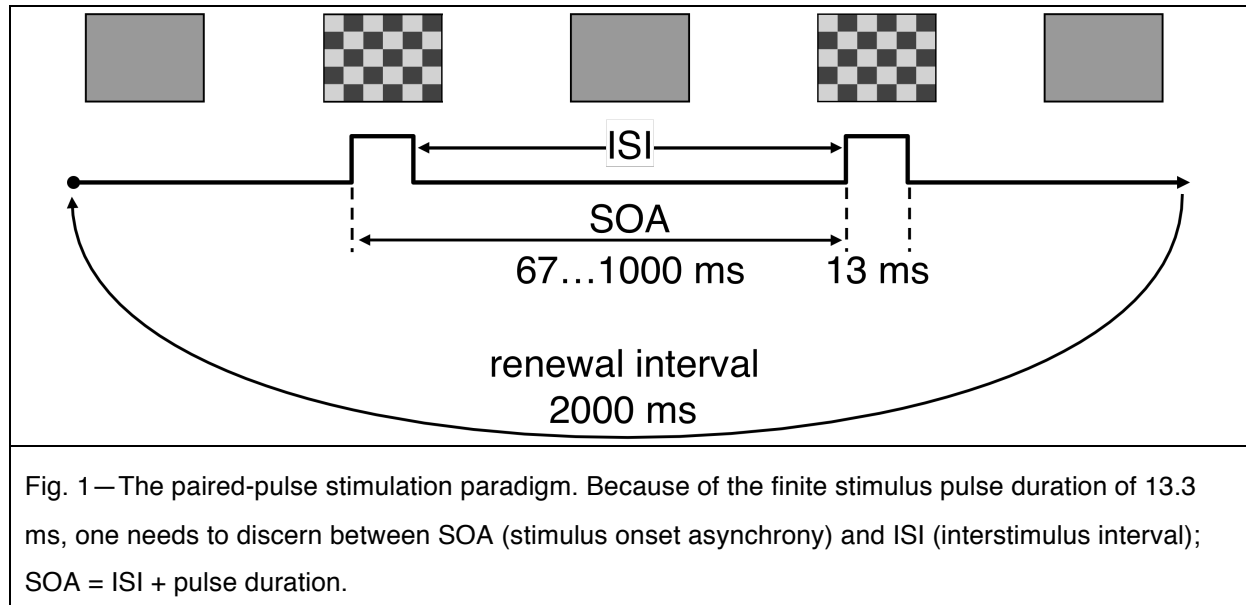 ISI
SOA
67...1000 ms 13 ms
renewal interval
2000 ms
Fig. 1—The paired-pulse stimulation paradigm. Because of the finite stimulus pulse duration of 13.3
ms, one needs to discern between SOA (stimulus onset asynchrony) and ISI (interstimulus interval);
SOA = ISI + pulse duration.